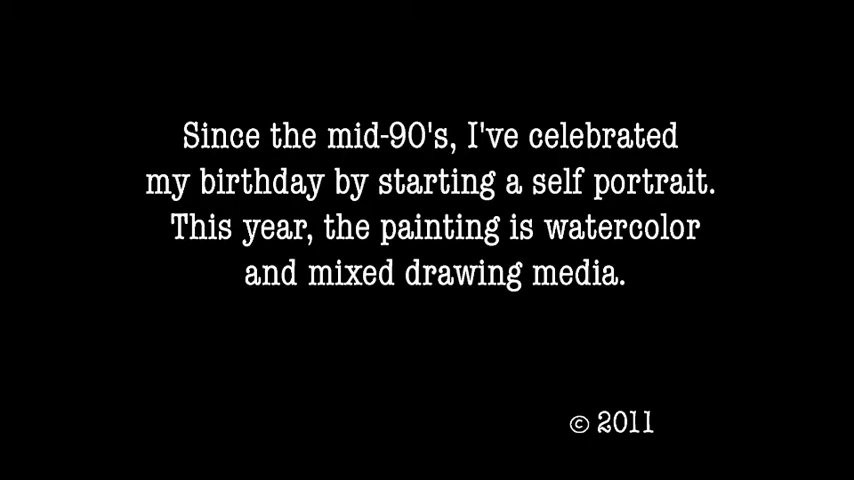 Since the mid-90's, I've celebrated
my birthday by starting a self portrait.
This year, the painting is watercolor
and mixed drawing media.
© 2011